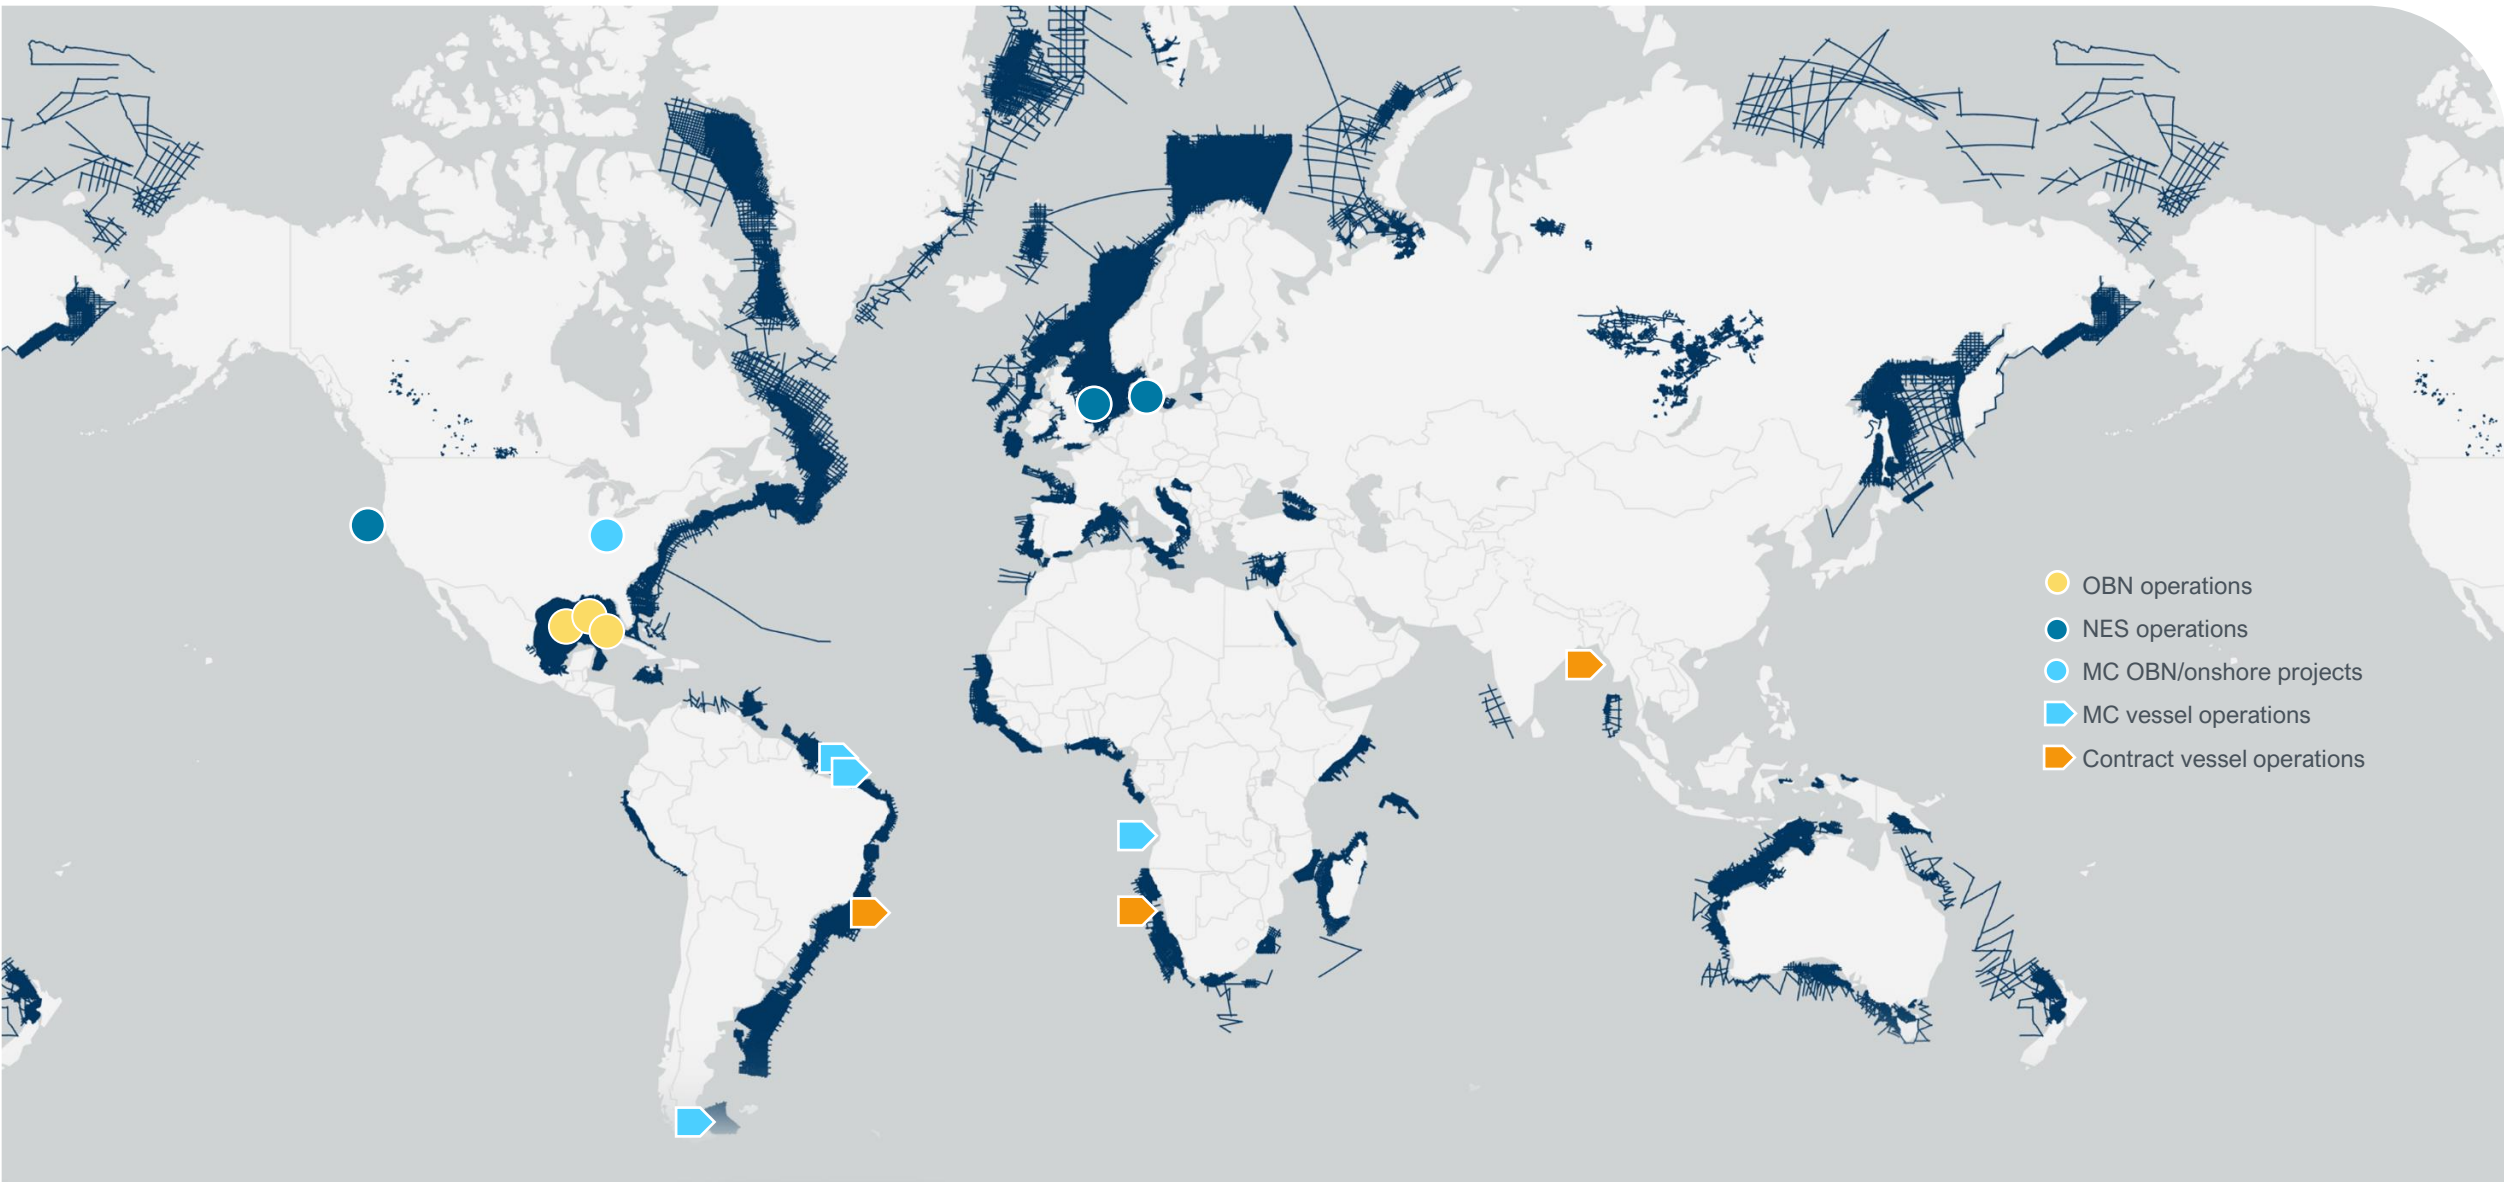 OBN operations
NES operations
MC OBN/onshore projects
MC vessel operations
Contract vessel operations